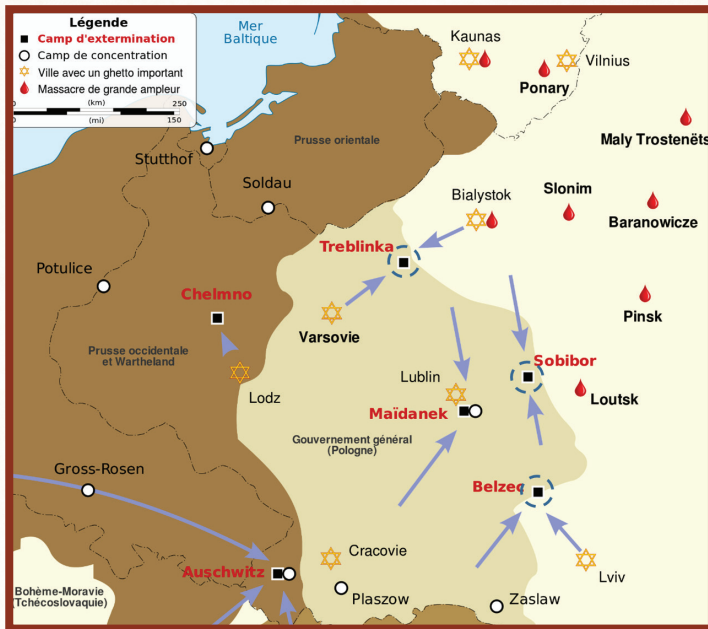 Légende
Camp d'extermination
Camp de concentration
Ville avec un ghetto important
Massacre de grande ampleur
0 (km) 250
0 (mi) 150
Mer
Baltique
Kaunas
Vilnius
Ponary
Maly Trostenëts
Prusse orientale
Stutthof
Soldau
Bialystok
Slonim
Baranowicze
Treblinka
Potulice
Chelmno
Pinsk
Varsovie
Prusse occidentale
et Wartheland
Sobibor
Lodz
Lublin
Loutsk
Maïdanek
Gouvernement général
(Pologne)
Gross-Rosen
Belzec
Cracovie
Auschwitz
Lviv
Bohème-Moravie
(Tchécoslovaquie)
Plaszow
Zaslaw